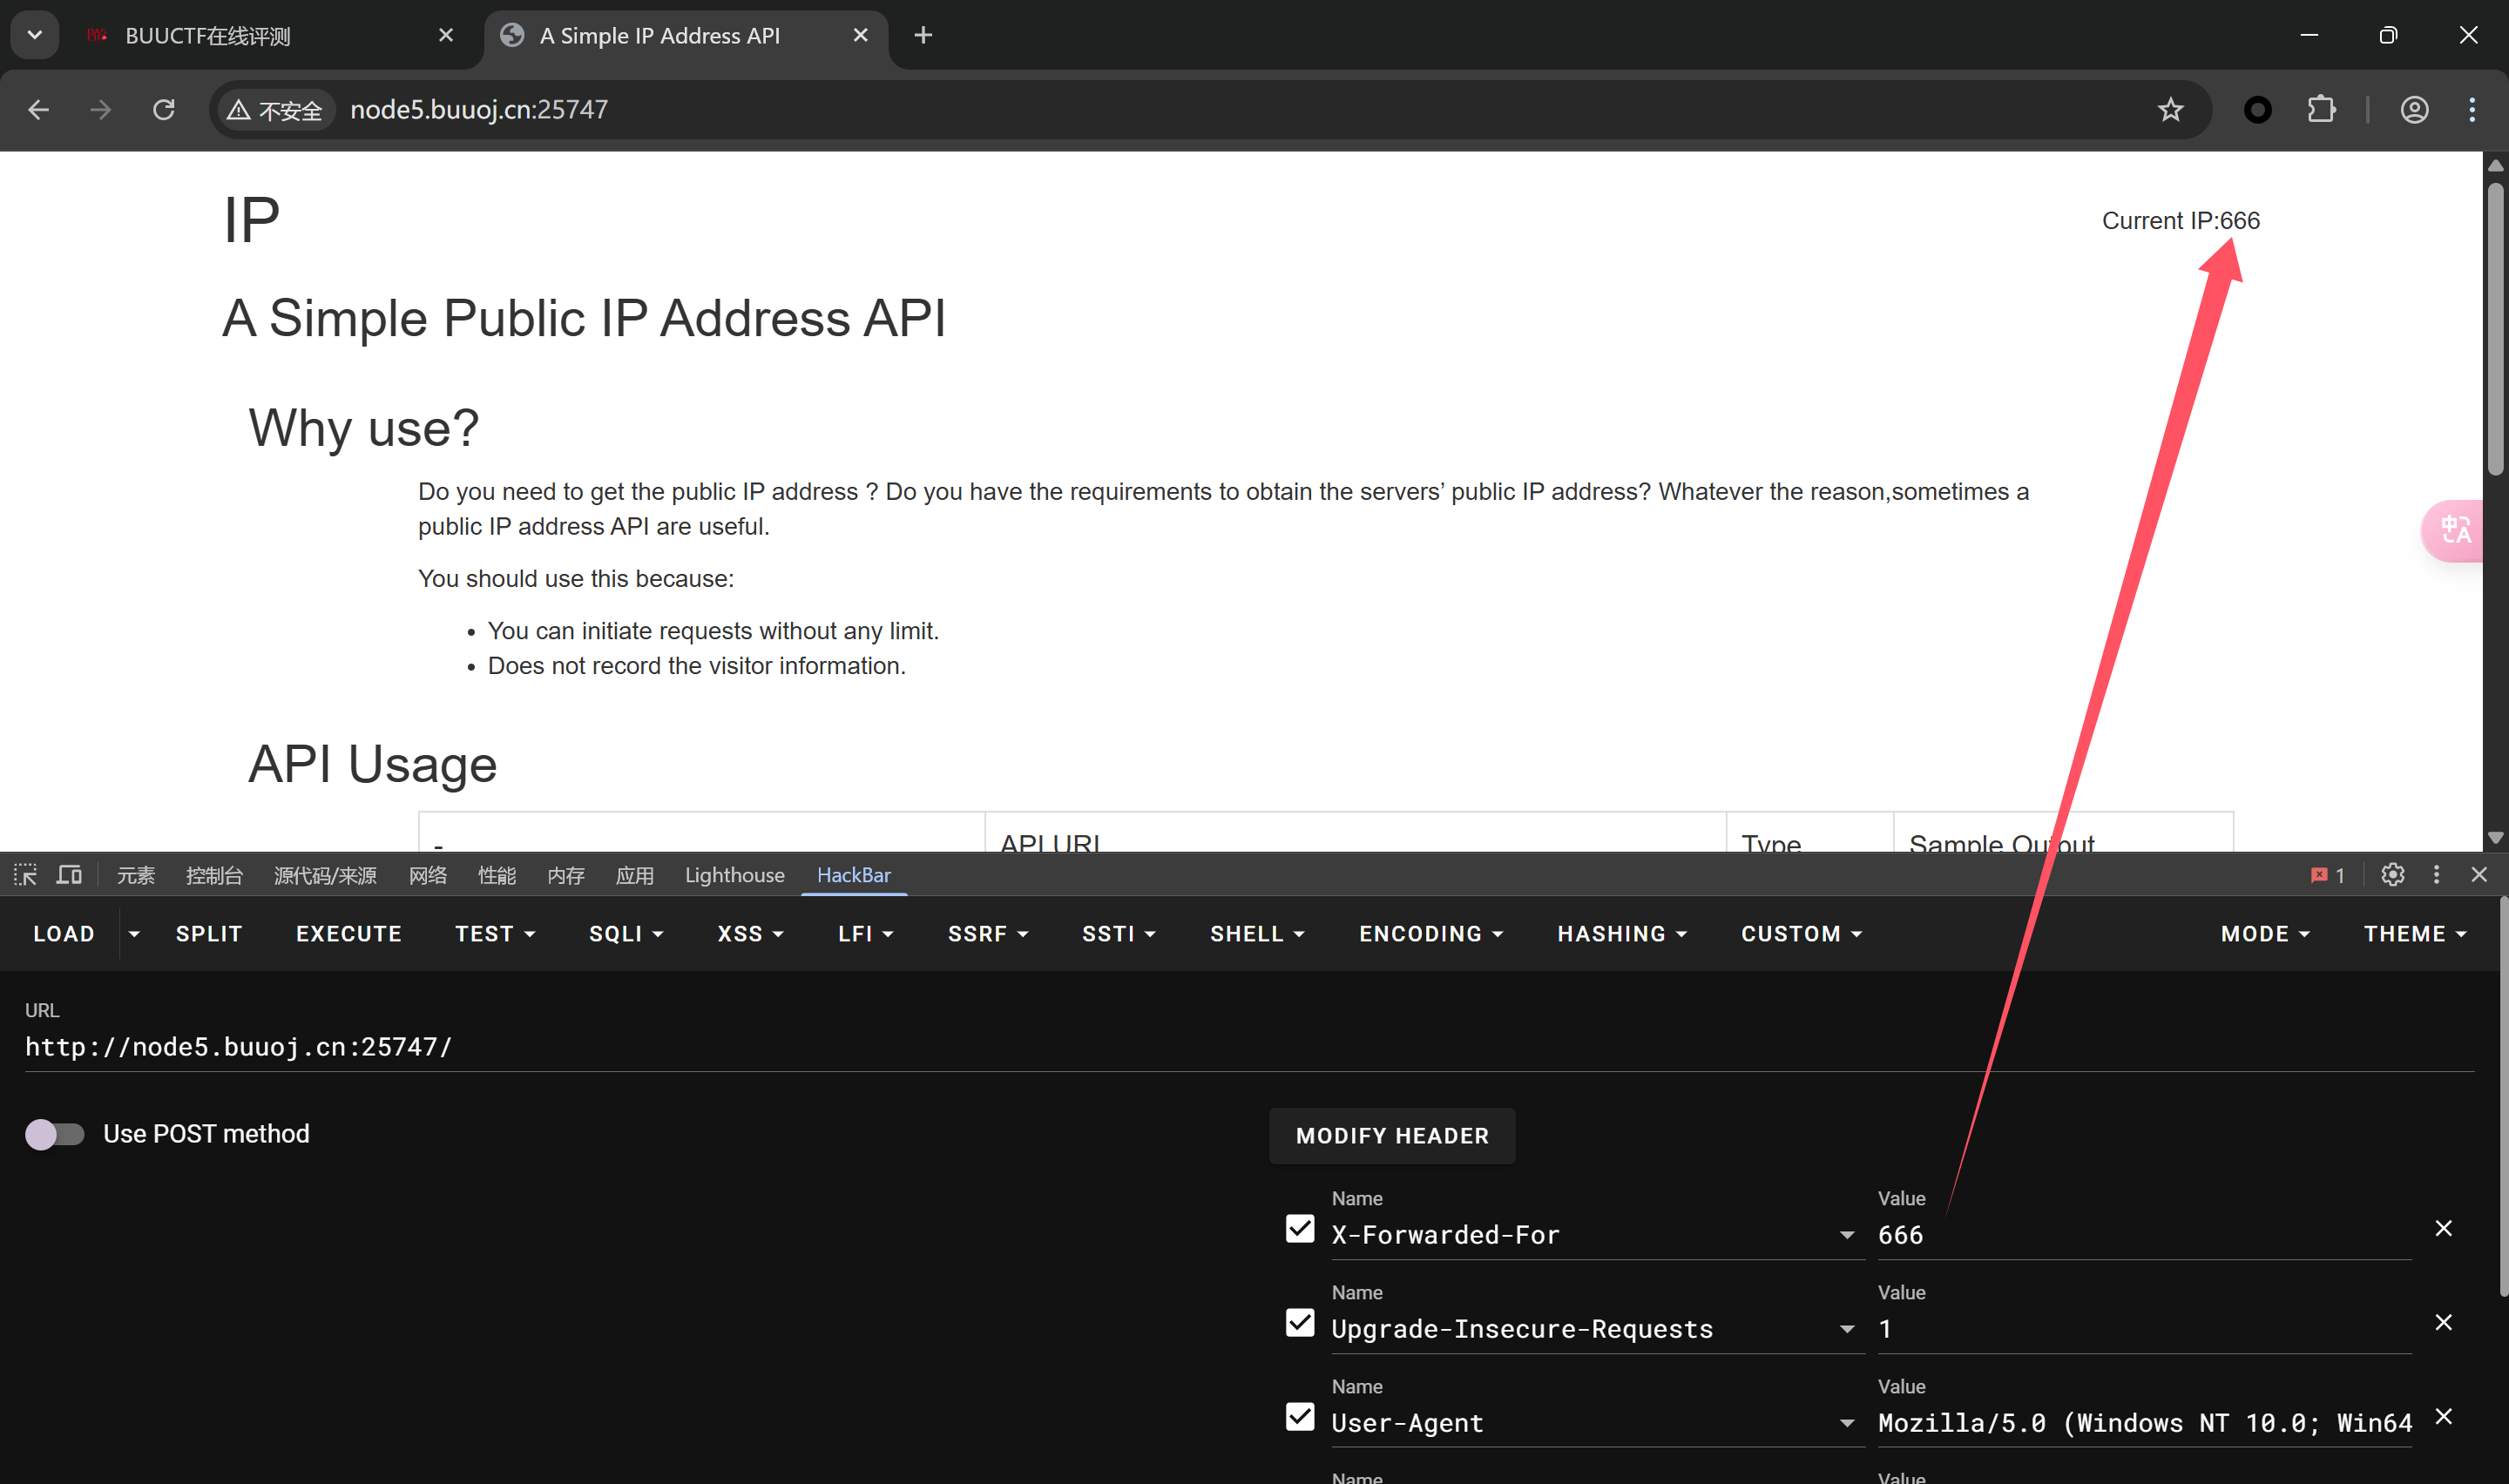 BUUCTF在线评测
A Simple IP Address API
不安全
node5.buuoj.cn:25747
IP
Current IP:666
A Simple Public IP Address API
Why use?
Do you need to get the public IP address ? Do you have the requirements to obtain the servers’ public IP address? Whatever the reason,sometimes a
public IP address API are useful.
You should use this because:
• You can initiate requests without any limit.
• Does not record the visitor information.
API Usage
- API URL Type Sample Output
元素 控制台 源代码/来源 网络 性能 内存 应用 Lighthouse HackBar 1
LOAD SPLIT EXECUTE TEST SQLI XSS LFI SSRF SSTI SHELL ENCODING HASHING CUSTOM MODE THEME
URL
http://node5.buuoj.cn:25747/
Use POST method
MODIFY HEADER
Name Value
X-Forwarded-For 666
Name Value
Upgrade-Insecure-Requests 1
Name Value
User-Agent Mozilla/5.0 (Windows NT 10.0; Win64
Name Value